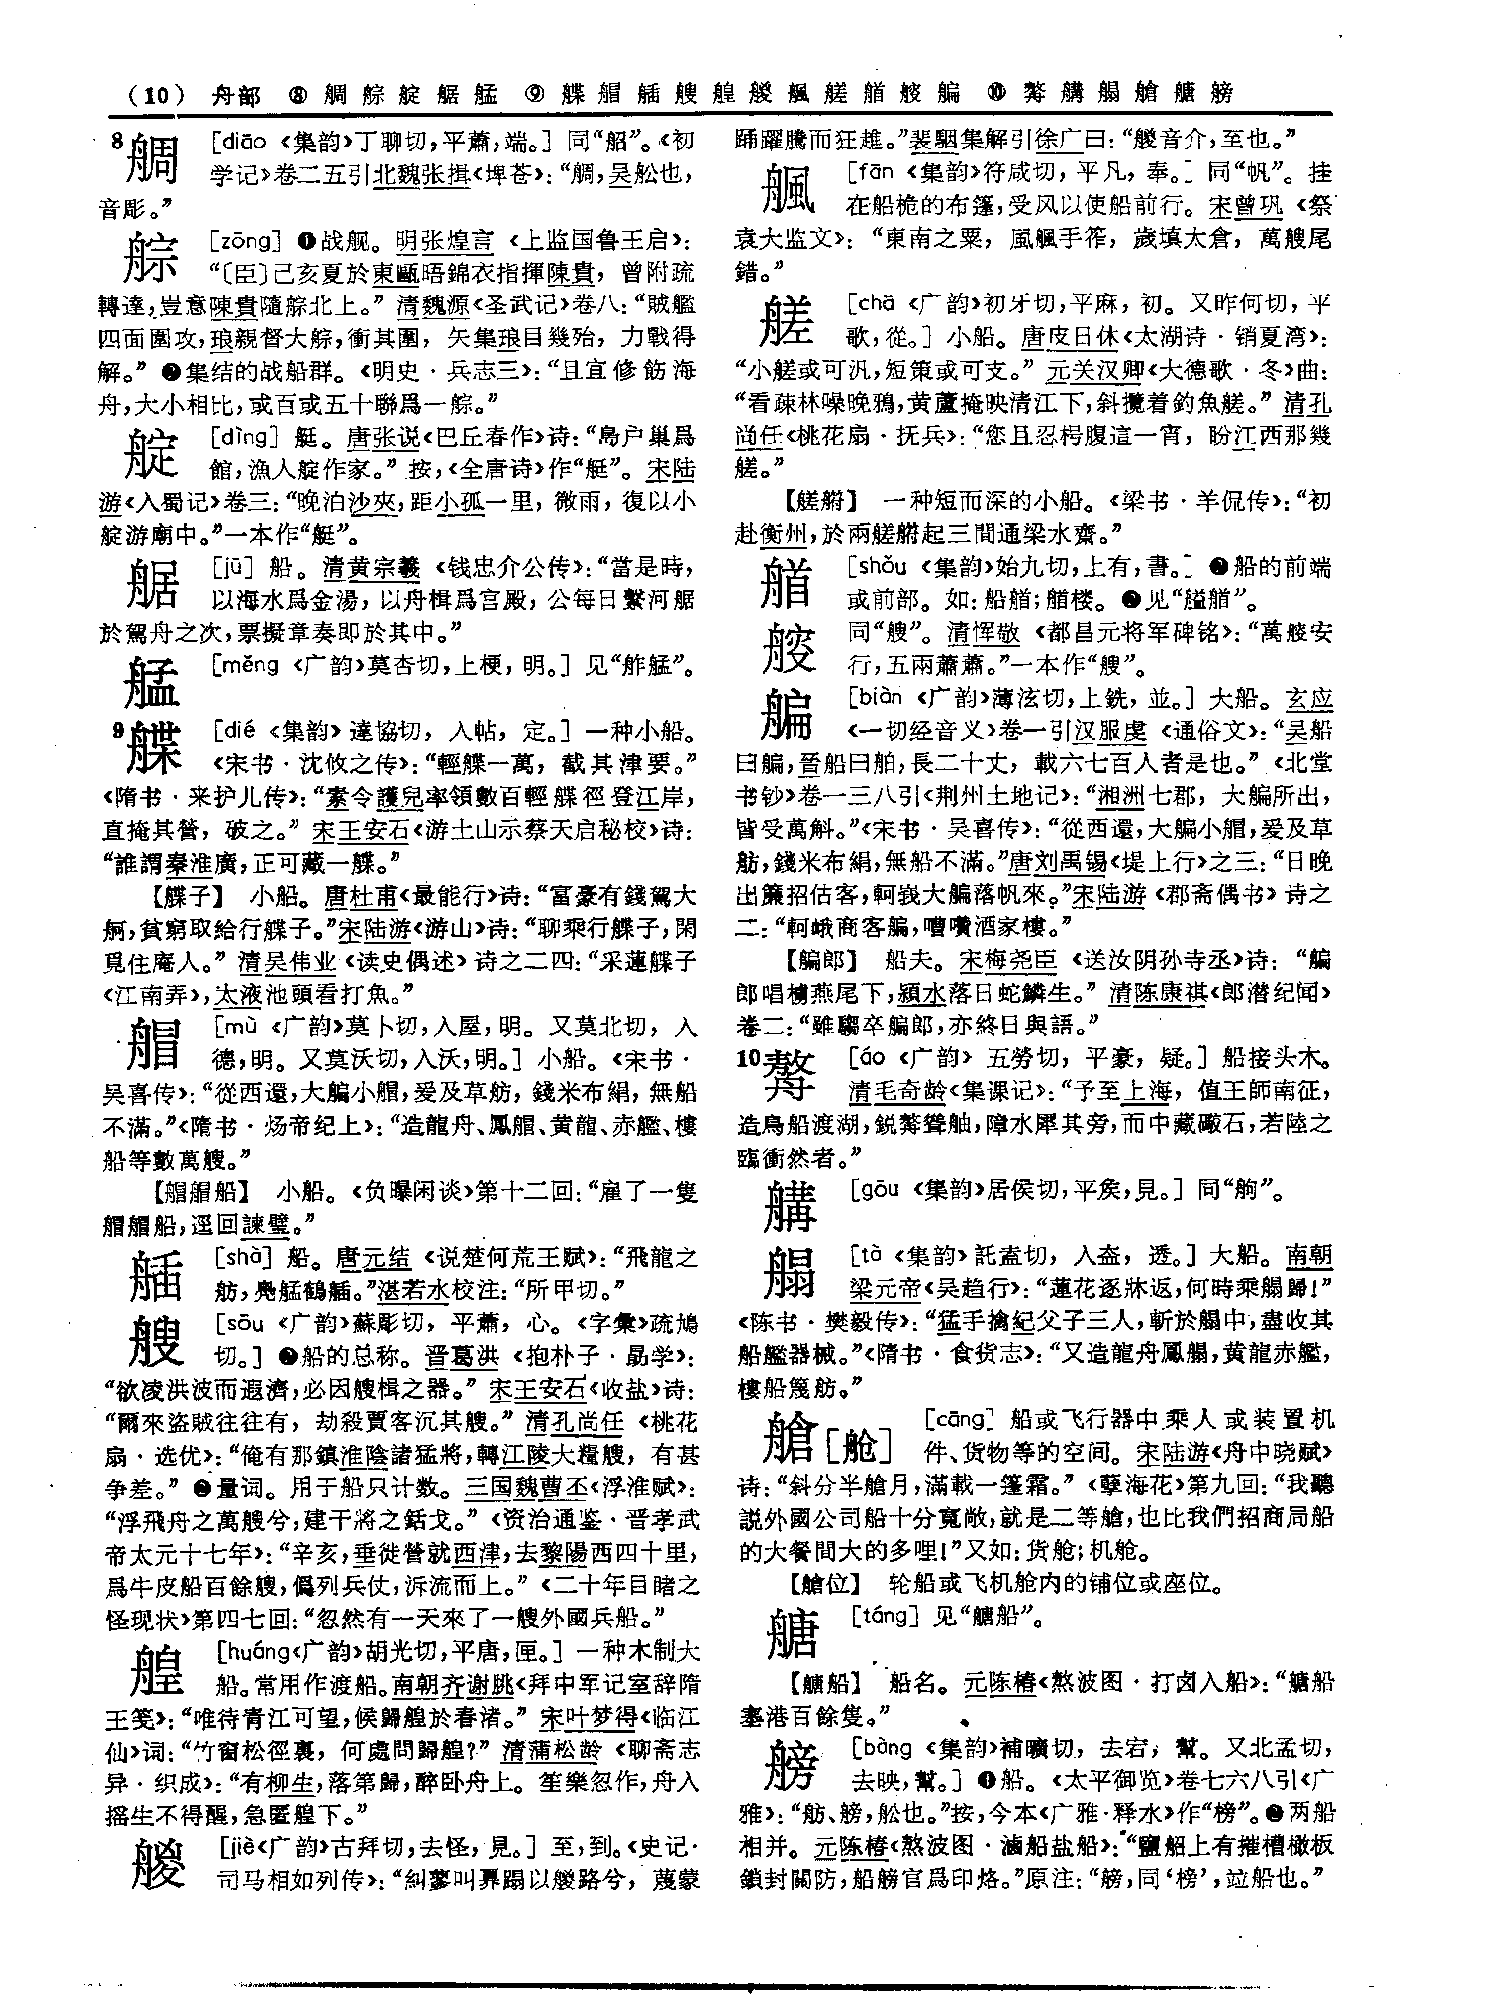 (10) 舟部 ⑧ 艒 䑸 艇 艍 艋 ⑨ 艓 艒 艋 艘 艎 艐 颿 艖 艏 艘 艑 ⑩ 艚 艣 艊 艙 艢 艕
8 [diāo《集韵》丁聊切,平蕭,端。] 同“舠”。《初
学记》卷二五引北魏张揖《埤苍》:“䑬,吴舩也,
音彫。”
䑸 [zōng] ❶战舰。明张煌言《上监国鲁王启》:
“〔臣〕己亥夏於東甌晤錦衣指揮陳貴, 曾附疏
轉達,豈意陳貴隨䑸北上。” 清魏源《圣武记》卷八:“賊艦
四面圍攻,琅親督大䑸,衝其圍, 矢集琅目幾殆, 力戰得
解。” ❷集结的战船群。《明史·兵志三》:“且宜修飭海
舟,大小相比,或百或五十聯爲一䑸。”
[dìng] 艇。唐张说《巴丘春作》诗:“島户巢爲
館,漁人艇作家。” 按,《全唐诗》作“艇”。宋陆
游《入蜀记》卷三:“晚泊沙夾,距小孤一里, 微雨, 復以小
游廟中。”一本作“艇”。
艍 [jū] 船。清黄宗羲《钱忠介公传》:“當是時,
以海水爲金湯, 以舟楫爲宫殿, 公每日繫河艍
於駕舟之次,票擬章奏即於其中。”
艋 [měng《广韵》莫杏切,上梗, 明。] 见“舴艋”。
9 艓 [dié《集韵》達協切, 入帖, 定。] 一种小船。
《宋书·沈攸之传》:“輕艓一萬, 截其津要。”
《隋书·来护儿传》:“素令護兒率領數百輕艓徑登江岸,
直掩其營, 破之。” 宋王安石《游土山示蔡天启秘校》诗:
“誰謂秦淮廣,正可藏一艓。”
【艓子】 小船。唐杜甫《最能行》诗:“富豪有錢駕大
舸,貧窮取給行艓子。”宋陆游《游山》诗:“聊乘行艓子,閑
覓住庵人。” 清吴伟业《读史偶述》诗之二四:“采蓮艓子
《江南弄》,太液池頭看打魚。”
艒 [mù《广韵》莫卜切,入屋, 明。 又莫北切, 入
德,明。又莫沃切,入沃,明。] 小船。《宋书·
吴喜传》:“從西還,大艑小艒,爰及草舫, 錢米布絹, 無船
不滿。”《隋书·炀帝纪上》:“造龍舟、鳳艒、黄龍、赤艦、樓
船等數萬艘。”
【艒艒船】 小船。《负曝闲谈》第十二回:“雇了一隻
艒艒船,逕回諫璧。”
[shà] 船。唐元结《说楚何荒王赋》:“飛龍之
舫,鳧艋鶴。”湛若水校注:“所甲切。”
艘 [sōu《广韵》蘇彫切, 平蕭, 心。《字彙》疏鳩
切。] ❶船的总称。晋葛洪《抱朴子·勖学》:
“欲凌洪波而遐濟,必因艘楫之器。” 宋王安石《收盐》诗:
“爾來盜賊往往有, 劫殺賈客沉其艘。” 清孔尚任《桃花
扇·选优》:“俺有那鎮淮陰諸猛將,轉江陵大糧艘, 有甚
争差。” ❷量词。用于船只计数。三国魏曹丕《浮淮赋》:
“浮飛舟之萬艘兮,建干將之銛戈。”《资治通鉴·晋孝武
帝太元十七年》:“辛亥,垂徙營就西津,去黎陽西四十里,
爲牛皮船百餘艘, 僞列兵仗,泝流而上。”《二十年目睹之
怪现状》第四七回:“忽然有一天來了一艘外國兵船。”
艎 [huáng《广韵》胡光切,平唐,匣。] 一种木制大
船。常用作渡船。南朝齐谢朓《拜中军记室辞隋
王笺》:“唯待青江可望,候歸艎於春渚。” 宋叶梦得《临江
仙》词:“竹窗松徑裏, 何處問歸艎?” 清蒲松龄《聊斋志
异·织成》:“有柳生,落第歸,醉卧舟上。 笙樂忽作,舟人
摇生不得醒,急匿艎下。”
艐 [jiè《广韵》古拜切,去怪, 見。] 至,到。《史记·
司马相如列传》:“糾蓼叫奡蹋以艐路兮, 蔑蒙
踊躍騰而狂趡。”裴駰集解引徐广曰:“艐音介,至也。”
[fān《集韵》符咸切, 平凡, 奉。] 同“帆”。 挂
在船桅的布篷,受风以使船前行。 宋曾巩《祭
袁大监文》: “東南之粟, 風手筰, 歲填太倉, 萬艘尾
錯。”
艖 [chā《广韵》初牙切,平麻, 初。 又昨何切, 平
歌,從。] 小船。唐皮日休《太湖诗·销夏湾》:
“小艖或可汎,短策或可支。” 元关汉卿《大德歌·冬》曲:
“看疎林噪晚鴉,黄蘆掩映清江下,斜攬着釣魚艖。” 清孔
尚任《桃花扇·抚兵》:“您且忍枵腹這一宵, 盼江西那幾
艖。”
【艖䒀】 一种短而深的小船。《梁书·羊侃传》:“初
赴衡州,於兩艖䒀起三間通梁水齋。”
艏 [shǒu《集韵》始九切,上有,書。] ❶船的前端
或前部。如:船艏;艏楼。❷见“艗艏”。
同“艘”。清恽敬《都昌元将军碑铭》:“萬安
行,五兩蕭蕭。”一本作“艘”。
艑 [biàn《广韵》薄泫切,上銑, 並。] 大船。 玄应
《一切经音义》卷一引汉服虔《通俗文》:“吴船
曰艑,晉船曰舶,長二十丈, 載六七百人者是也。”《北堂
书钞》卷一三八引《荆州土地记》:“湘洲七郡, 大艑所出,
皆受萬斛。”《宋书·吴喜传》:“從西還,大艑小艒,爰及草
舫,錢米布絹,無船不滿。”唐刘禹锡《堤上行》之三:“日晚
出簾招估客,軻峩大艑落帆來。”宋陆游《郡斋偶书》诗之
二:“軻峨商客艑,嘈囋酒家樓。”
【艑郎】 船夫。宋梅尧臣《送汝阴孙寺丞》诗: “艑
郎唱檝燕尾下,潁水落日蛇鱗生。” 清陈康祺《郎潜纪闻》
卷二:“雖騶卒艑郎,亦終日與語。”
10 [áo《广韵》五勞切, 平豪, 疑。] 船接头木。
清毛奇龄《集课记》:“予至上海, 值王師南征,
造鳥船渡湖,鋭聳舳,障水犀其旁,而中藏礮石,若陸之
臨衝然者。”
[gōu《集韵》居侯切,平矦,見。] 同“䑦”。
[tà《集韵》託盍切, 入盍, 透。] 大船。 南朝
梁元帝《吴趋行》:“蓮花逐牀返,何時乘歸!”
《陈书·樊毅传》:“猛手擒紀父子三人,斬於中,盡收其
船艦器械。”《隋书·食货志》:“又造龍舟鳳,黄龍赤艦,
樓船篾舫。”
艙[舱] [cāng] 船或飞行器中乘人或装置机
件、货物等的空间。 宋陆游《舟中晓赋》
诗:“斜分半艙月,滿載一篷霜。”《孽海花》第九回:“我聽
説外國公司船十分寬敞,就是二等艙,也比我們招商局船
的大餐間大的多哩!”又如:货舱;机舱。
【艙位】 轮船或飞机舱内的铺位或座位。
[táng] 见“船”。
【船】 船名。元陈椿《熬波图·打卤入船》:“船
塞港百餘隻。”
艕 [bàng《集韵》補曠切, 去宕, 幫。 又北孟切,
去映,幫。] ❶船。《太平御览》卷七六八引《广
雅》:“舫、艕,舩也。”按,今本《广雅·释水》作“榜”。❷两船
相并。元陈椿《熬波图·滷船盐船》:“鹽船上有摧槽橄板
鎖封關防,船艕官爲印烙。”原注:“艕,同‘榜’,竝船也。”